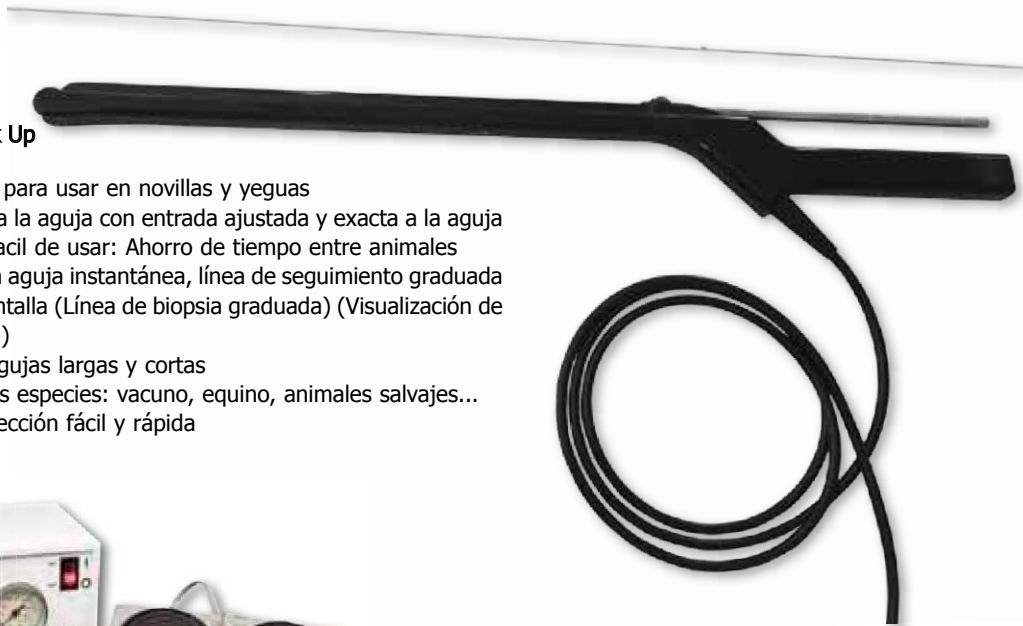 Up
para usar en novillas y yeguas
la aguja con entrada ajustada y exacta a la aguja
acil de usar: Ahorro de tiempo entre animales
aguja instantánea, línea de seguimiento graduada
ntalla (Línea de biopsia graduada) (Visualización de
)
gujas largas y cortas
s especies: vacuno, equino, animales salvajes...
ección fácil y rápida